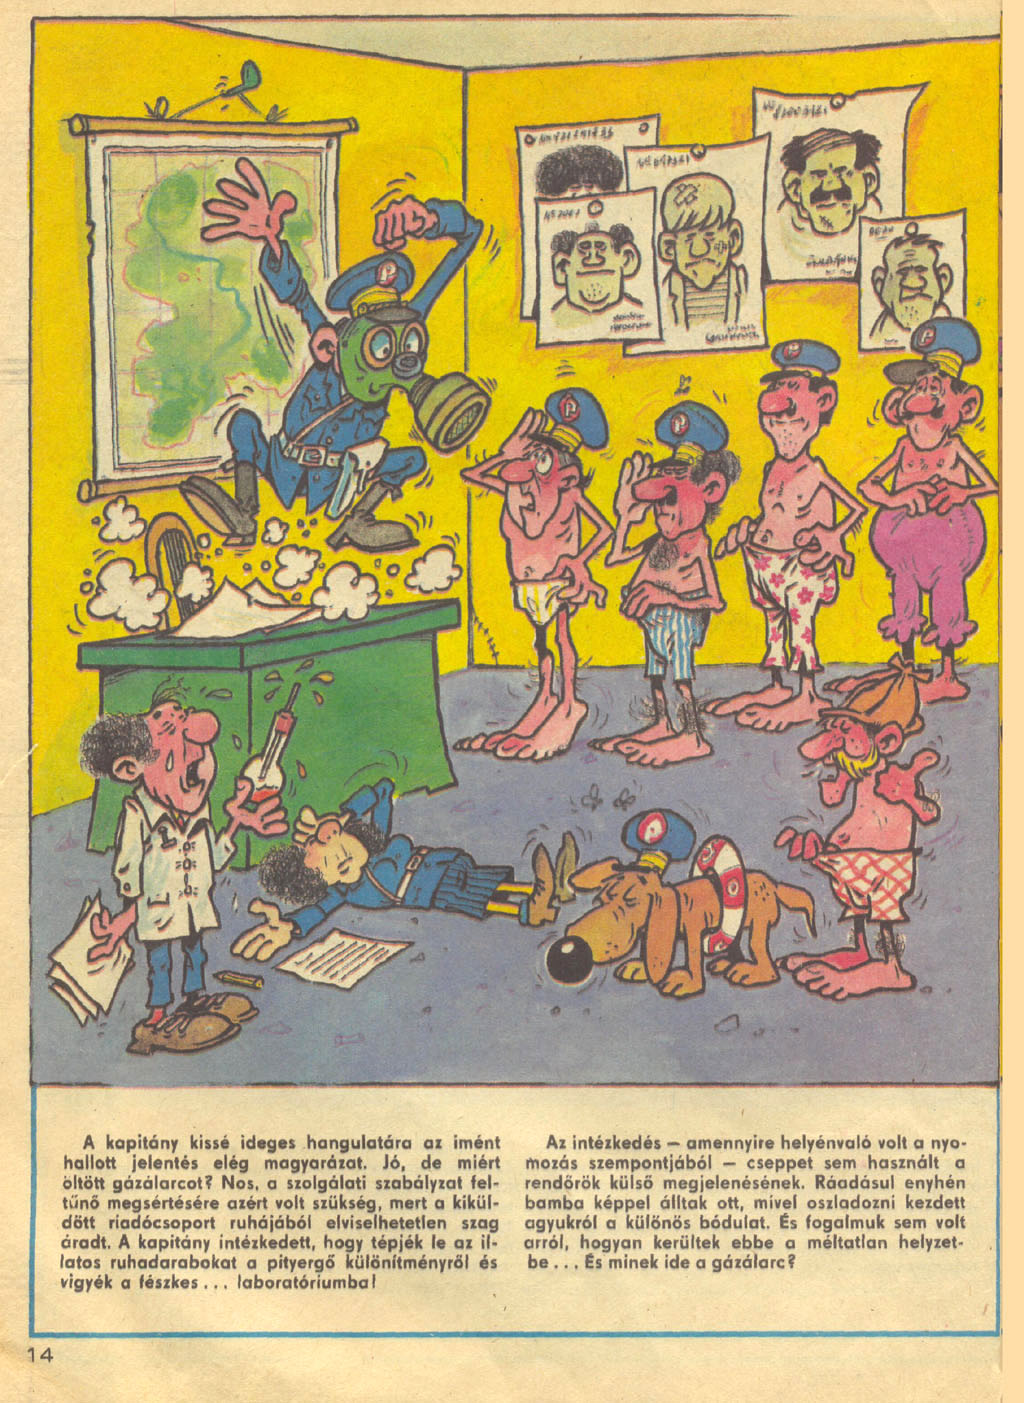 A kapitány kissé ideges hangulatára az imént
hallott jelentés elég magyarázat. Jó, de miért
öltött gázálarcot? Nos, a szolgálati szabályzat fel-
tűnő megsértésére azért volt szükség, mert a kikül-
dött riadócsoport ruhájából elviselhetetlen szag
áradt. A kapitány intézkedett, hogy tépjék le az il-
latos ruhadarabokat a pityergő különítményről és
vigyék a fészkes ... laboratóriumba!
Az intézkedés — amennyire helyénvaló volt a nyo-
mozás szempontjából — cseppet sem használt a
rendőrök külső megjelenésének. Ráadásul enyhén
bamba képpel álltak ott, mivel oszladozni kezdett
agyukról a különös bódulat. És fogalmuk sem volt
arról, hogyan kerültek ebbe a méltatlan helyzet-
be ... És minek ide a gázálarc?
14